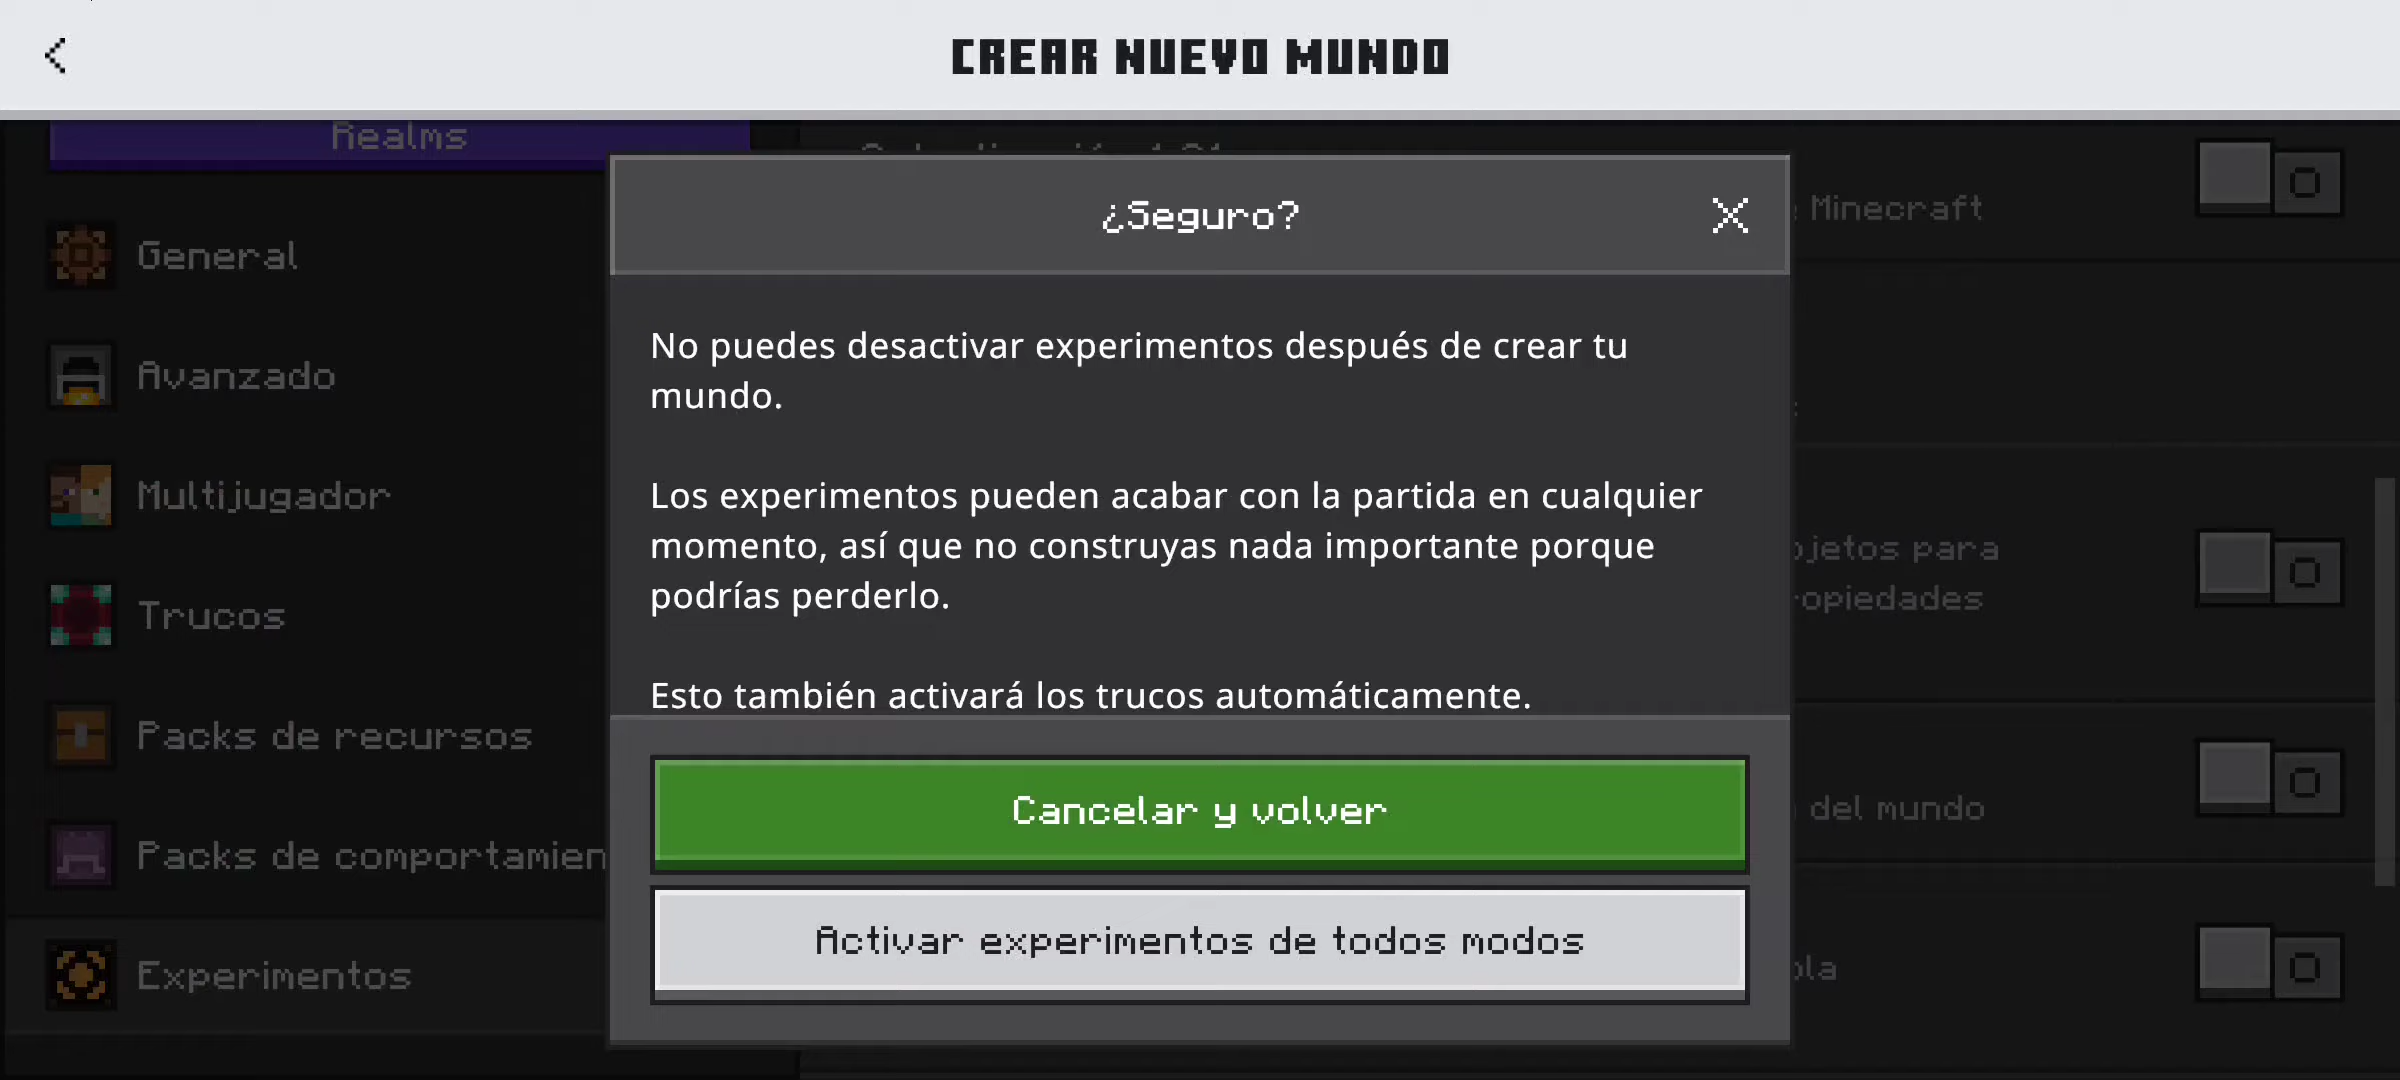 CREAR NUEVO MUNDO
Realms
¿Seguro?
Minecraft
General
No puedes desactivar experimentos después de crear tu
mundo.
Avanzado
Multijugador
Los experimentos pueden acabar con la partida en cualquier
momento, así que no construyas nada importante porque
podrías perderlo.
para
Trucos
Esto también activará los trucos automáticamente.
Packs de recursos
Cancelar y volver
del mundo
Packs de
Activar experimentos de todos modos
Experimentos